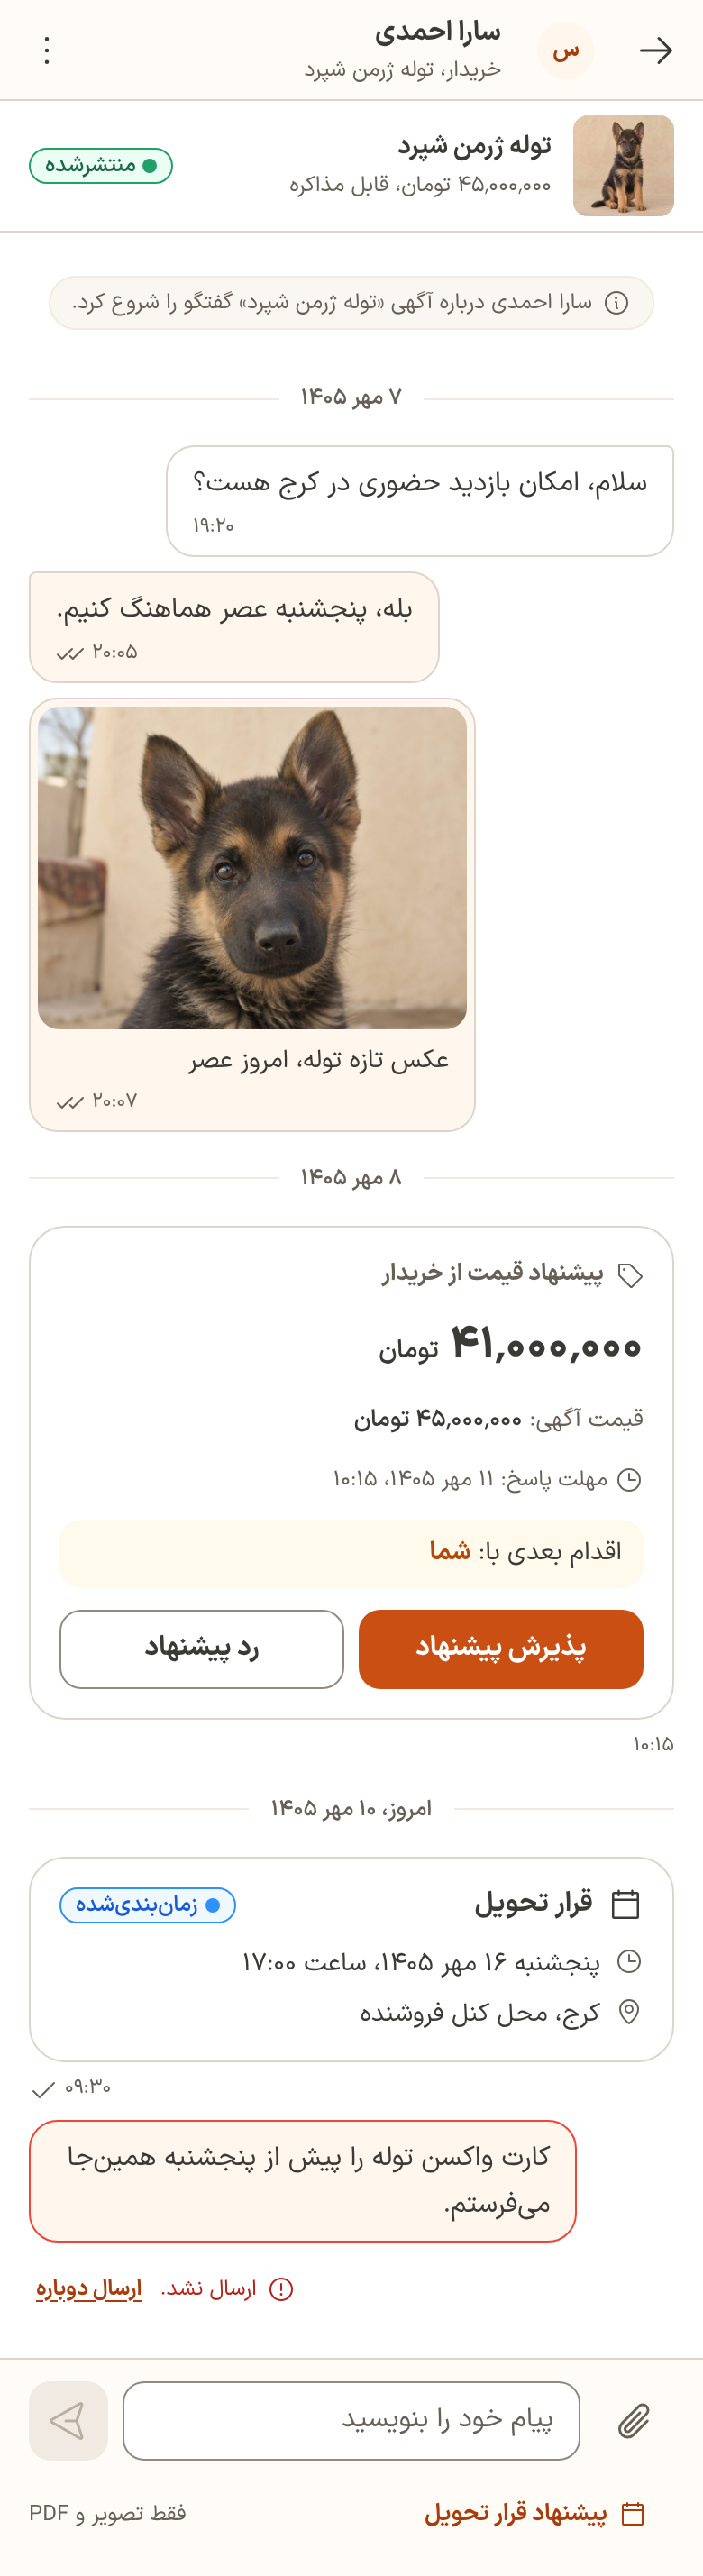 سارا احمدی
س
خریدار، توله ژرمن شپرد
توله ژرمن شپرد
۴۵,۰۰۰,۰۰۰ تومان، قابل مذاکره
منتشرشده
سارا احمدی درباره آگهی «توله ژرمن شپرد» گفتگو را شروع کرد.
۷ مهر ۱۴۰۵
سلام، امکان بازدید حضوری در کرج هست؟
۱۹:۲۰
بله، پنجشنبه عصر هماهنگ کنیم.
۲۰:۰۵
عکس تازه توله، امروز عصر
۲۰:۰۷
۸ مهر ۱۴۰۵
پیشنهاد قیمت از خریدار
۴۱,۰۰۰,۰۰۰ تومان
قیمت آگهی: ۴۵,۰۰۰,۰۰۰ تومان
مهلت پاسخ: ۱۱ مهر ۱۴۰۵، ۱۰:۱۵
اقدام بعدی با: شما
پذیرش پیشنهاد
رد پیشنهاد
۱۰:۱۵
امروز، ۱۰ مهر ۱۴۰۵
قرار تحویل
زمان‌بندی‌شده
پنجشنبه ۱۶ مهر ۱۴۰۵، ساعت ۱۷:۰۰
کرج، محل کنل فروشنده
۰۹:۳۰
کارت واکسن توله را پیش از پنجشنبه همین‌جا
می‌فرستم.
ارسال نشد. ارسال دوباره
پیام خود را بنویسید
پیشنهاد قرار تحویل
فقط تصویر و PDF